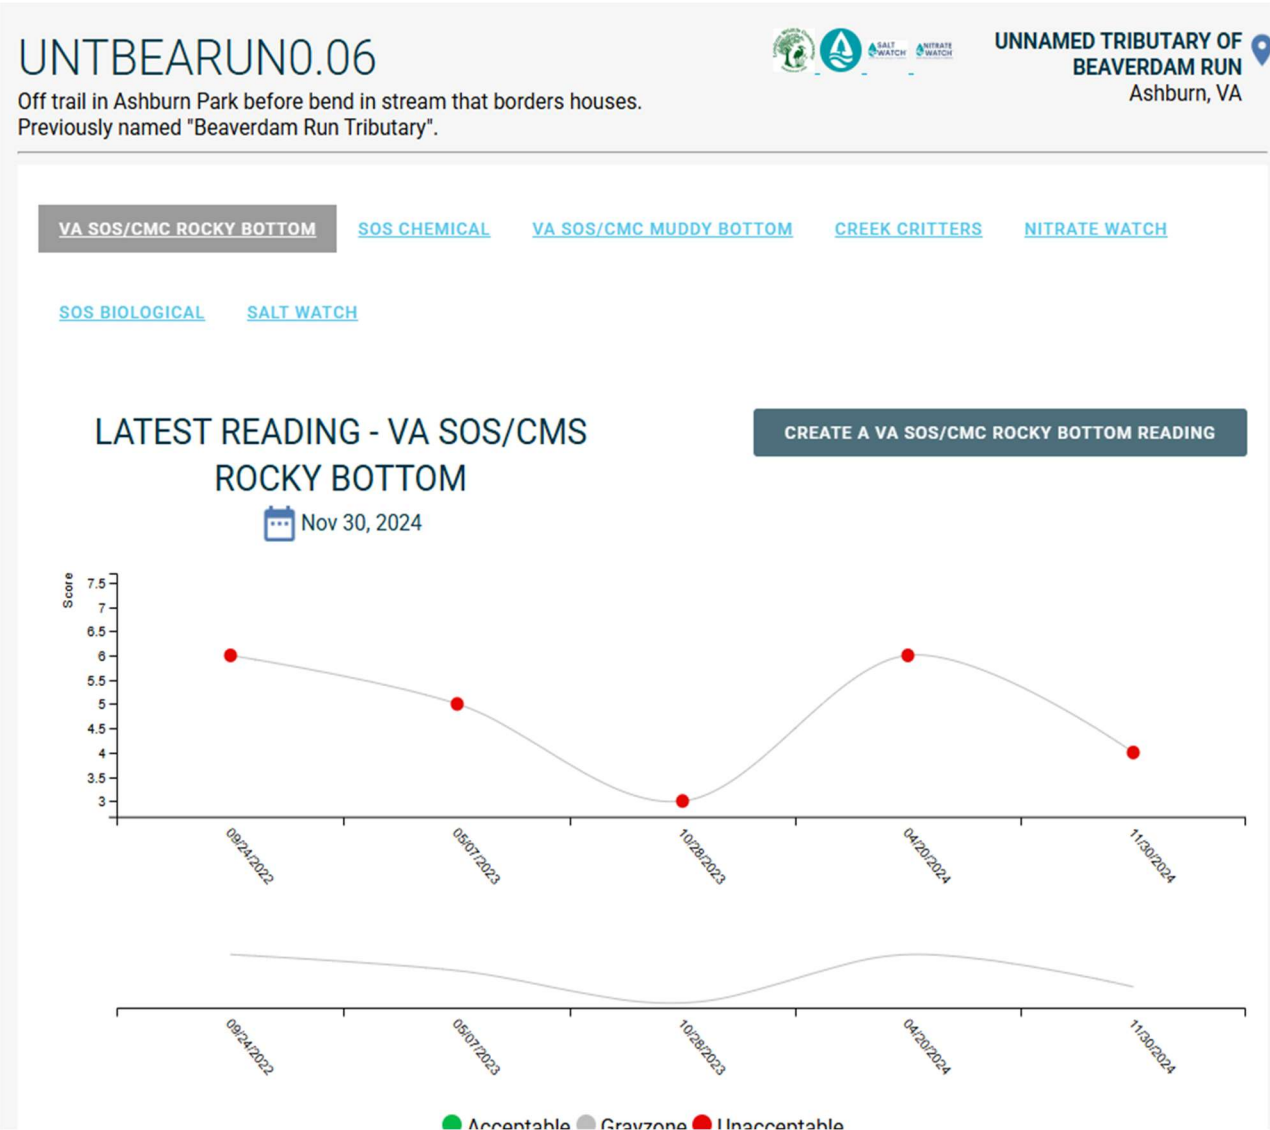 UNTBEARUN0.06
Off trail in Ashburn Park before bend in stream that borders houses.
Previously named "Beaverdam Run Tributary".
SALT
WATCH
NITRATE
WATCH
UNNAMED TRIBUTARY OF
BEAVERDAM RUN
Ashburn, VA
VA SOS/CMC ROCKY BOTTOM SOS CHEMICAL VA SOS/CMC MUDDY BOTTOM CREEK CRITTERS NITRATE WATCH
SOS BIOLOGICAL SALT WATCH
LATEST READING - VA SOS/CMS
ROCKY BOTTOM
Nov 30, 2024
CREATE A VA SOS/CMC ROCKY BOTTOM READING
Score
7.5
7
6.5
6
5.5
5
4.5
4
3.5
3
09/24/2022 05/07/2023 10/28/2023 04/20/2024 11/30/2024
09/24/2022 05/07/2023 10/28/2023 04/20/2024 11/30/2024
Acceptable Grayzone Unacceptable